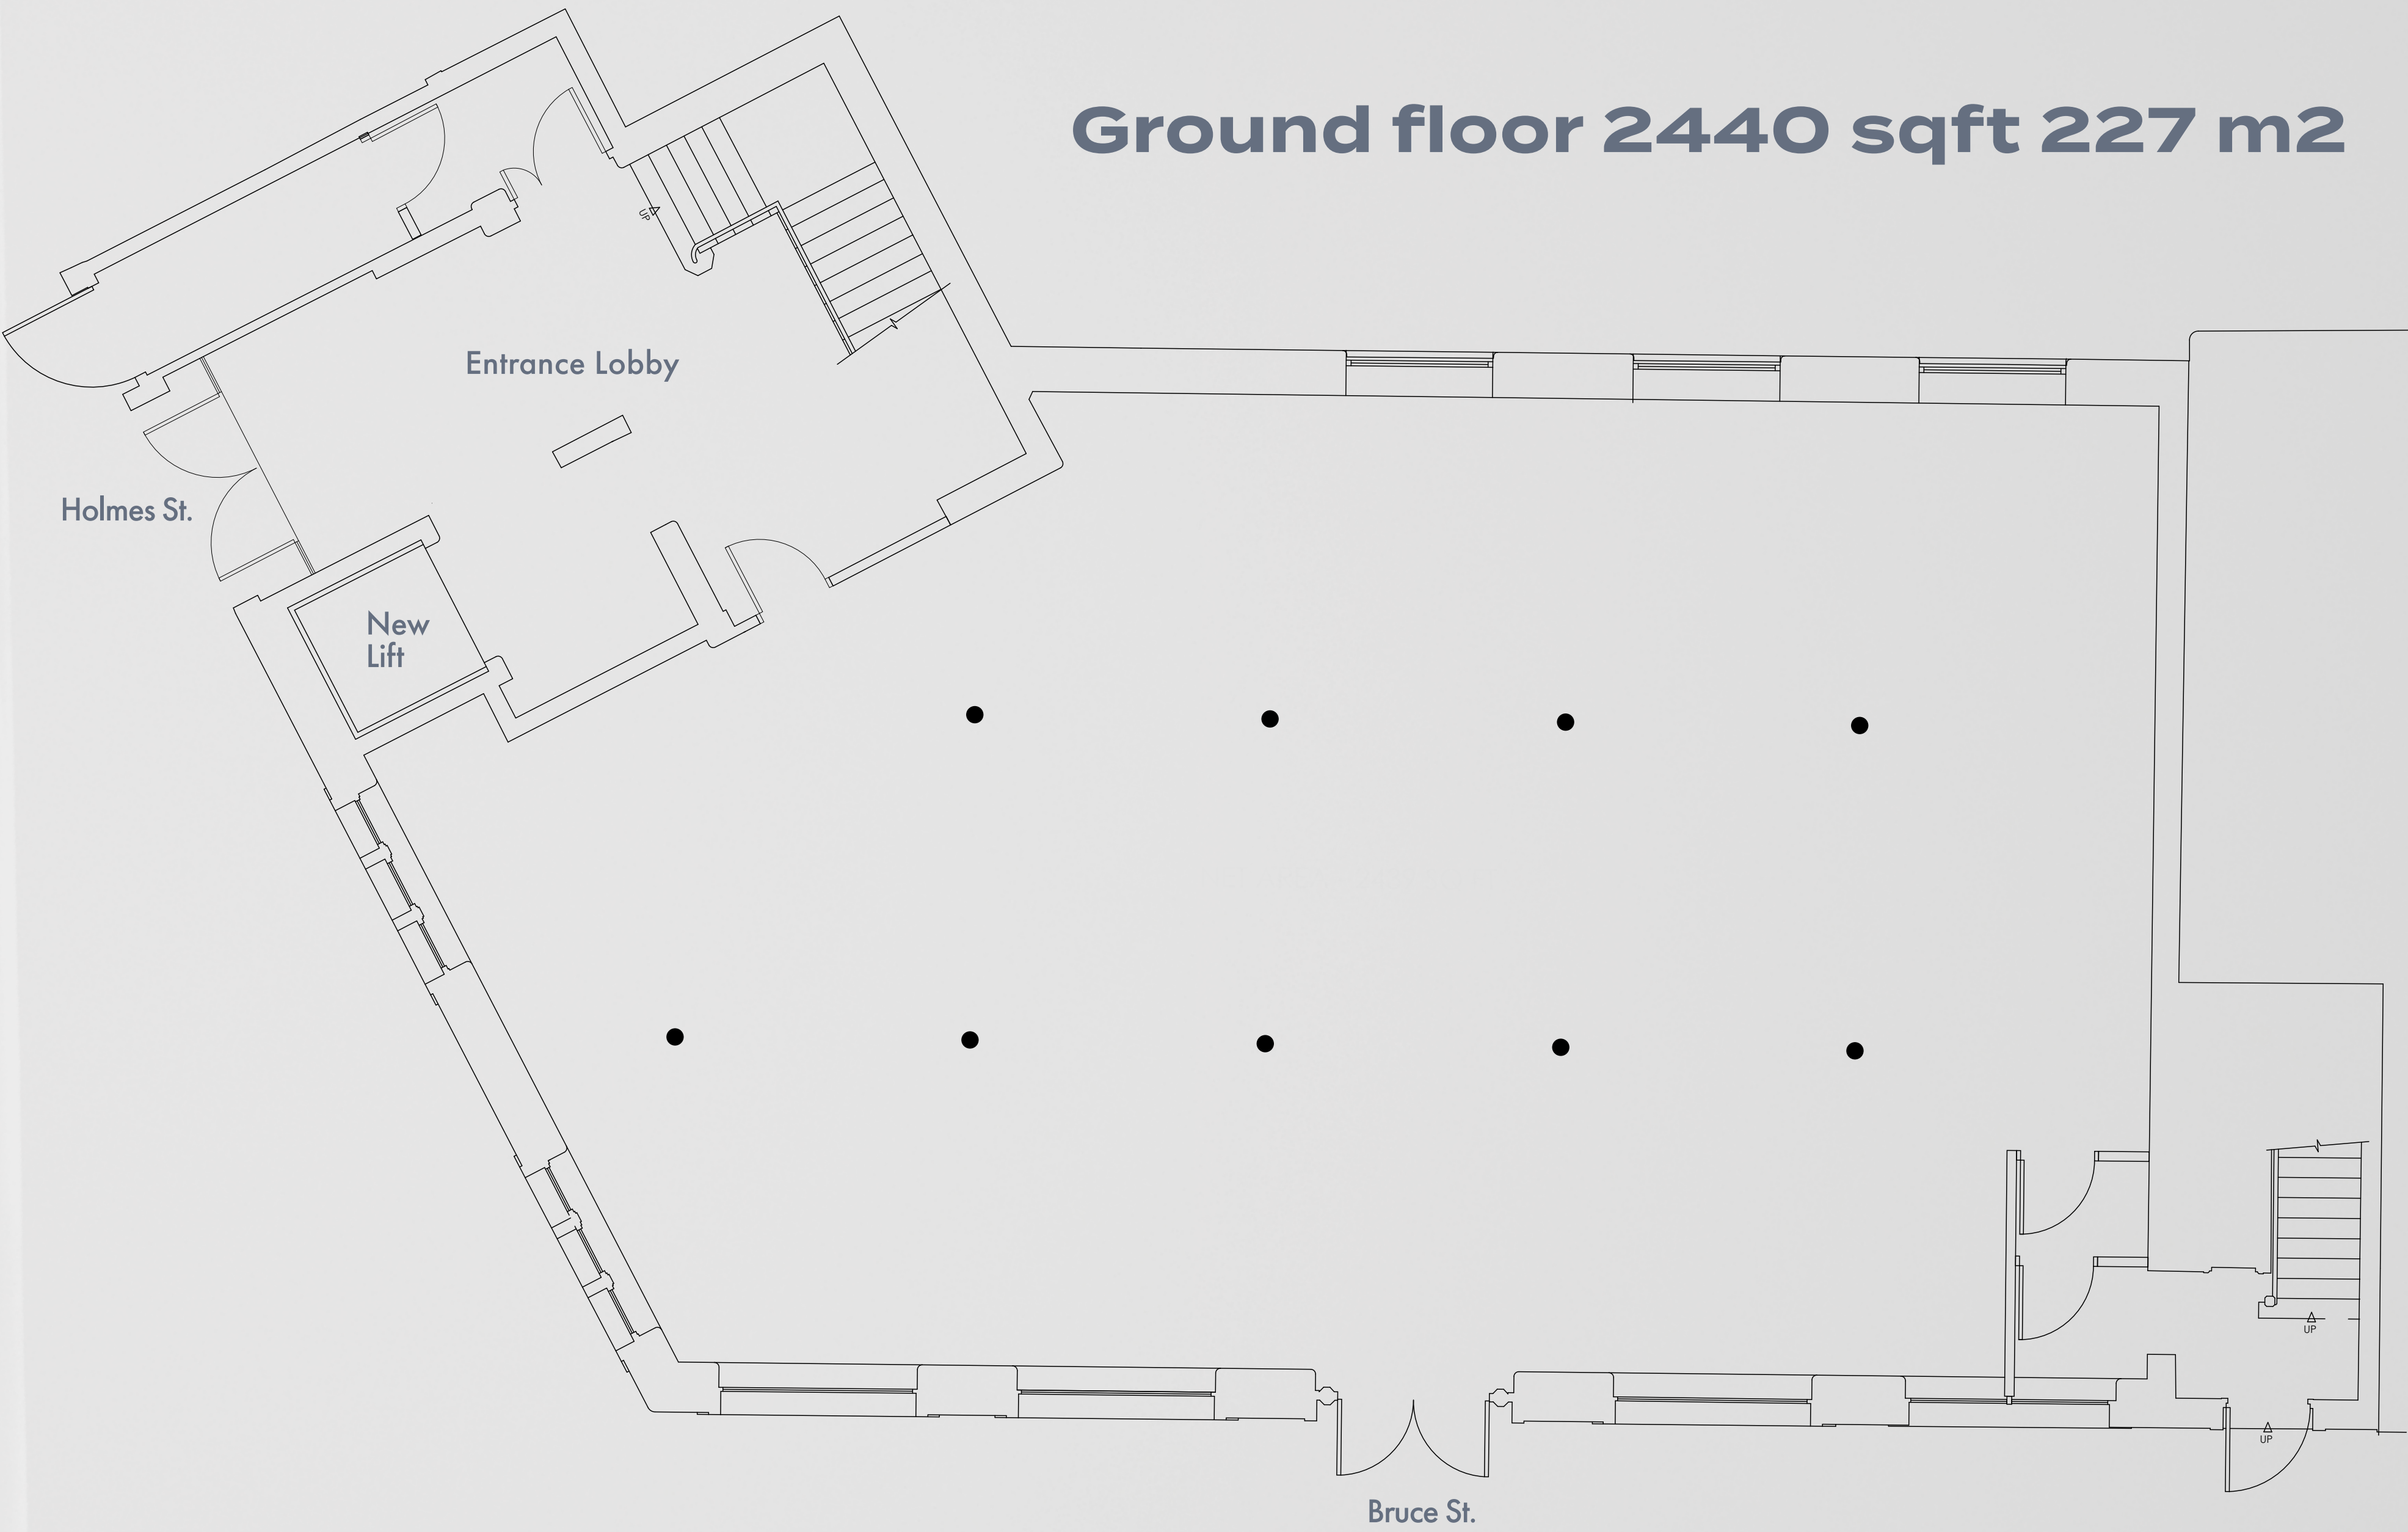 Ground floor 2440 sqft 227 m2
UP
Entrance Lobby
Holmes St.
New
Lift
UP
UP
Bruce St.